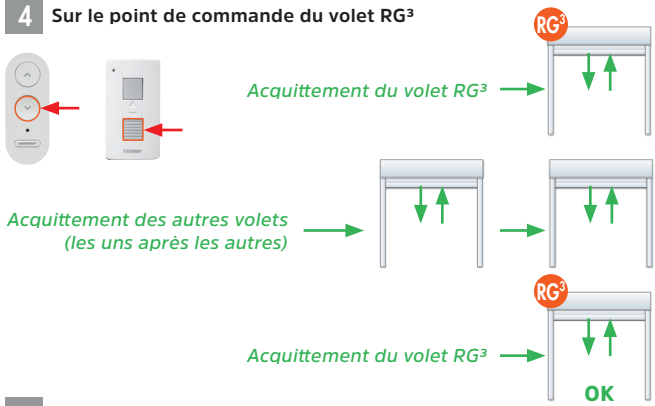 4 Sur le point de commande du volet RG³
RG³
Acquittement du volet RG³
Acquittement des autres volets
(les uns après les autres)
RG³
Acquittement du volet RG³
OK